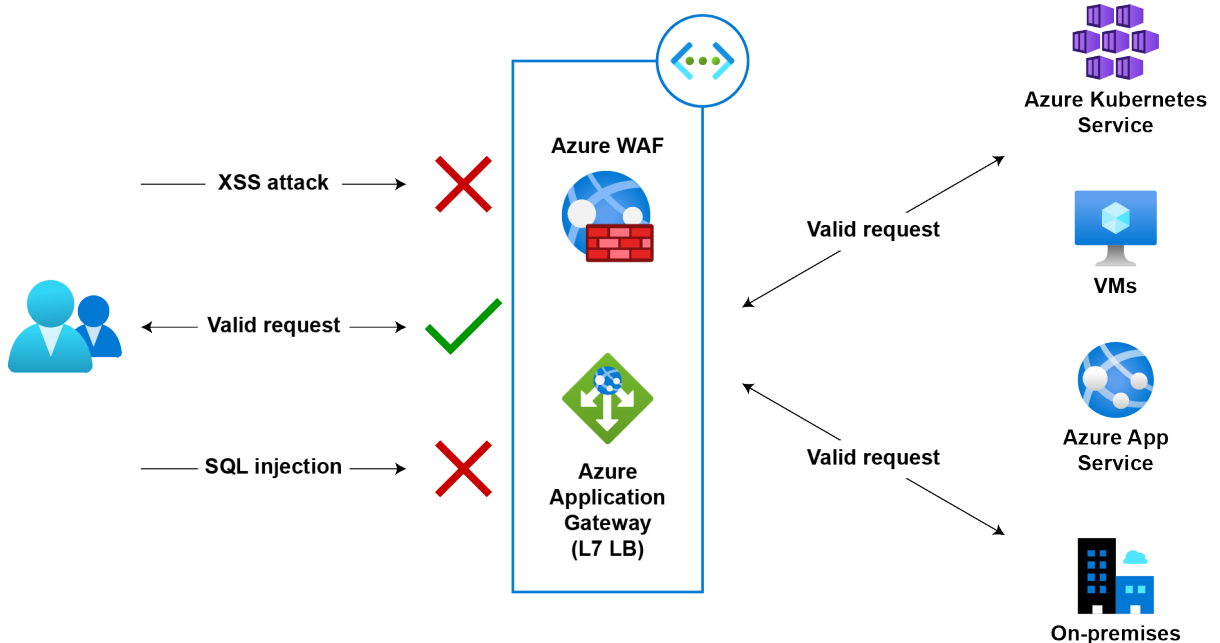 XSS attack
Valid request
SQL injection
Azure WAF
Azure
Application
Gateway
(L7 LB)
Valid request
Valid request
Azure Kubernetes
Service
VMs
Azure App
Service
On-premises